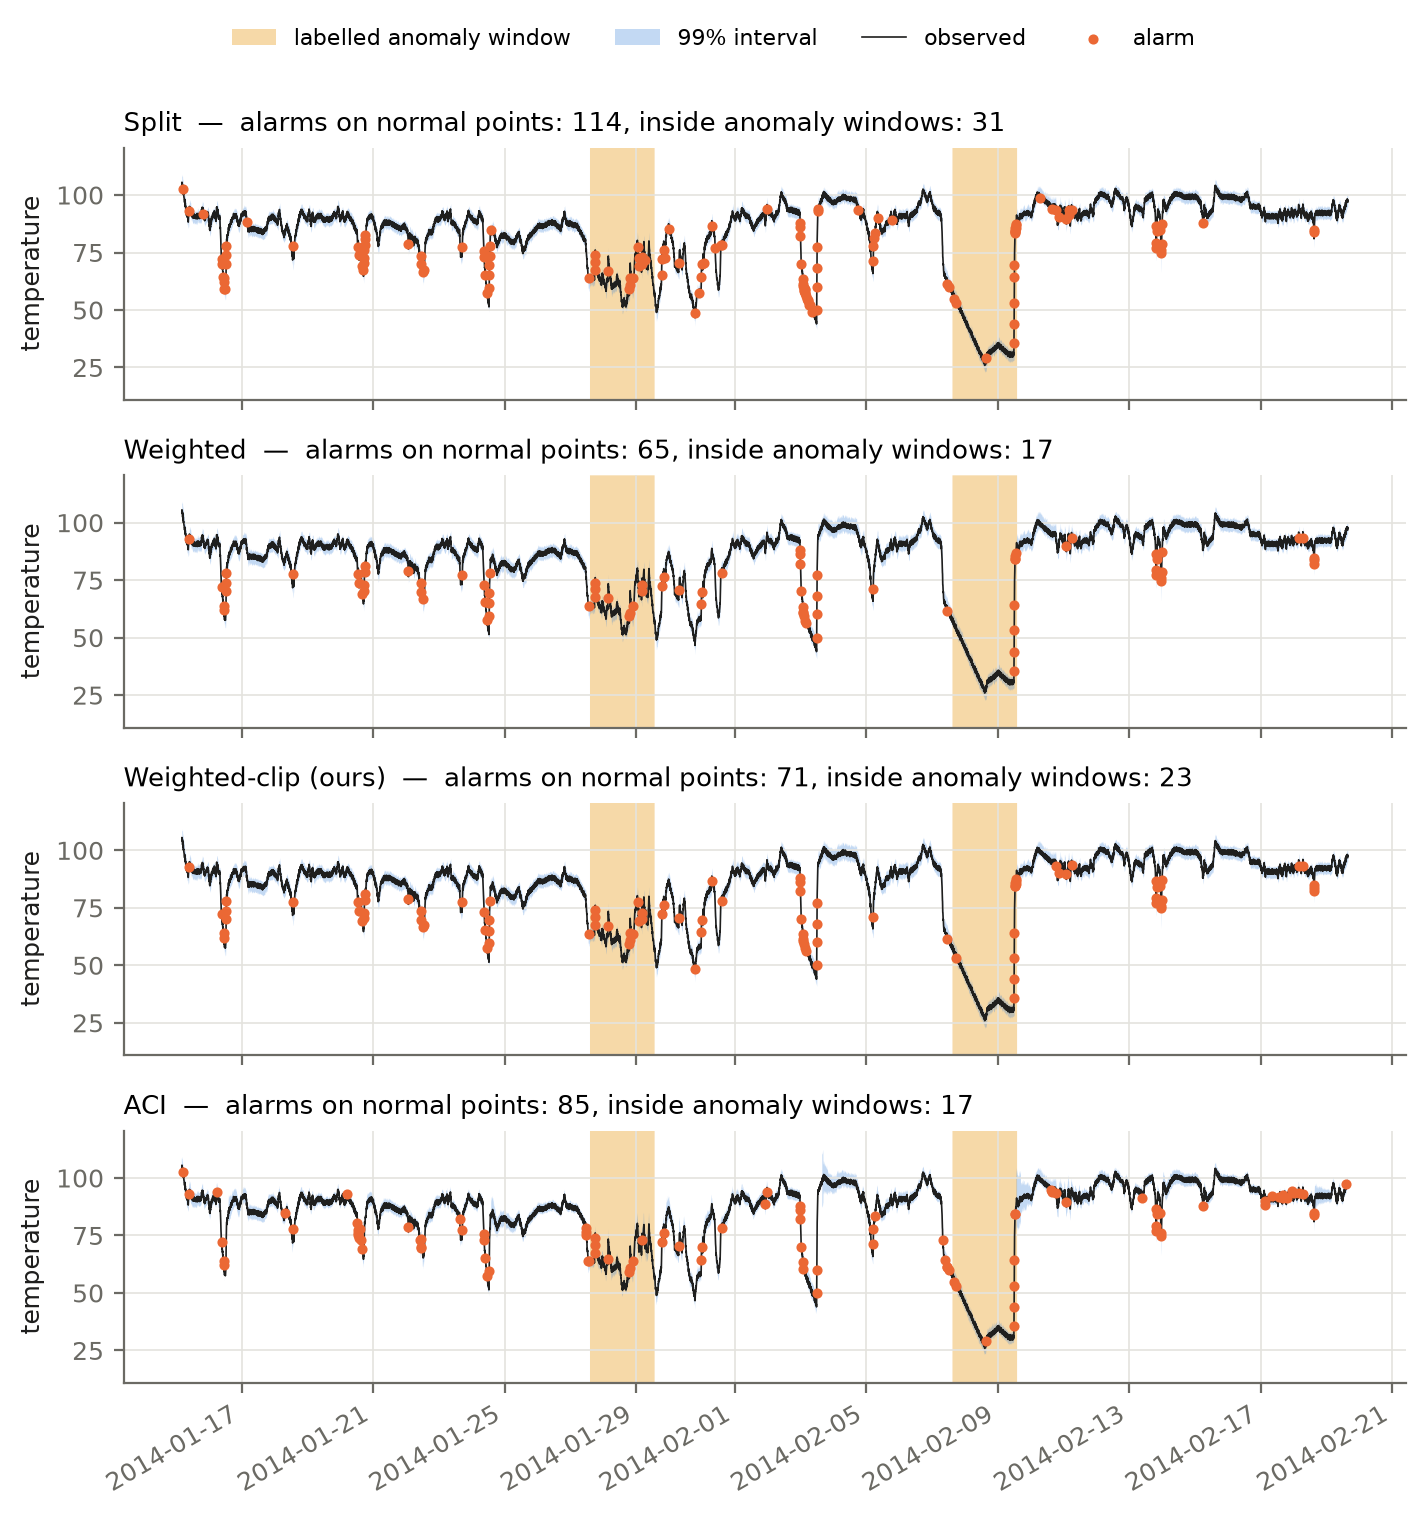 labelled anomaly window 99% interval observed alarm
Split — alarms on normal points: 114, inside anomaly windows: 31
temperature
100
75
50
25
Weighted — alarms on normal points: 65, inside anomaly windows: 17
temperature
100
75
50
25
Weighted-clip (ours) — alarms on normal points: 71, inside anomaly windows: 23
temperature
100
75
50
25
ACI — alarms on normal points: 85, inside anomaly windows: 17
temperature
100
75
50
25
2014-01-17 2014-01-21 2014-01-25 2014-01-29 2014-02-01 2014-02-05 2014-02-09 2014-02-13 2014-02-17 2014-02-21